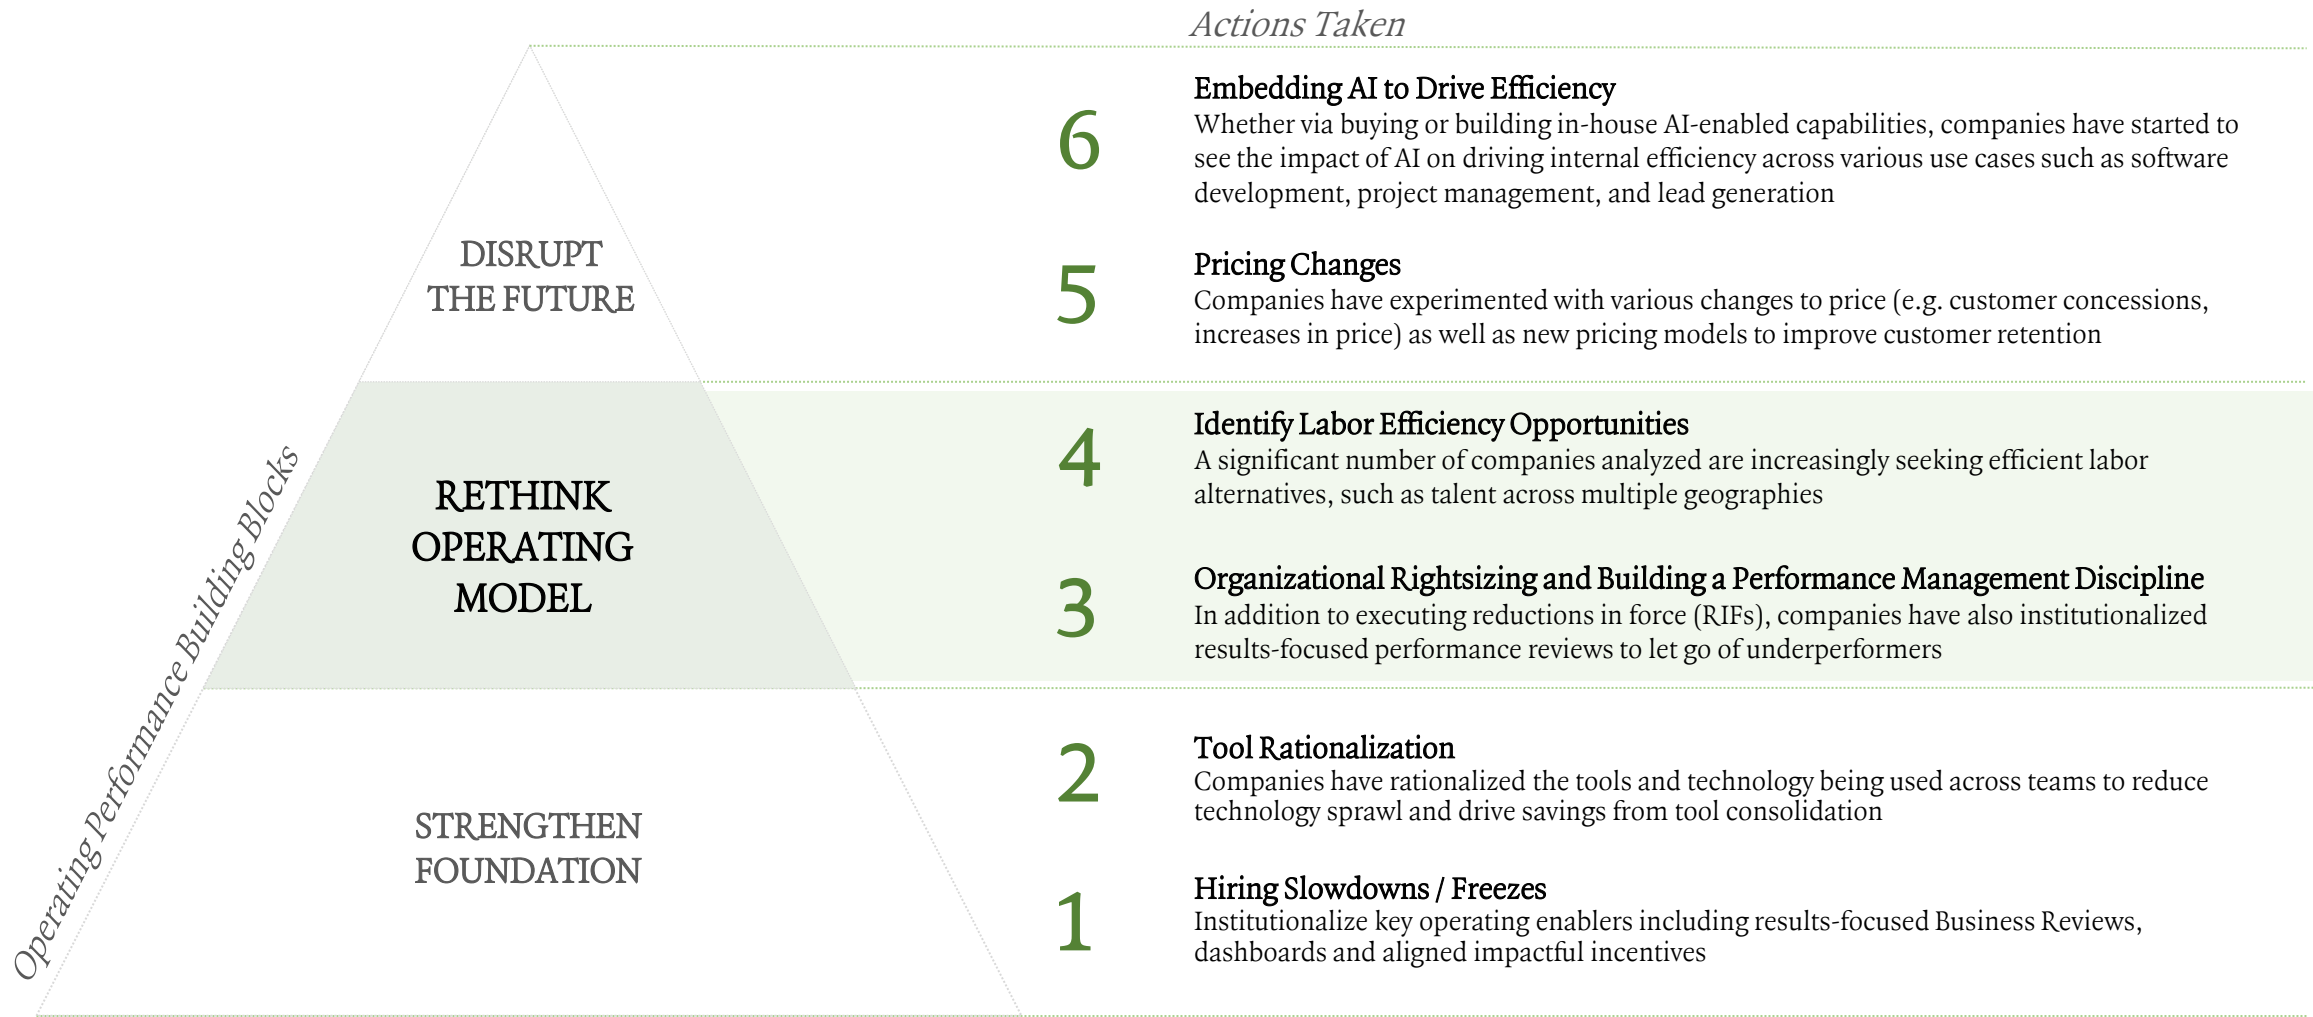 Actions Taken
Operating Performance Building Blocks
DISRUPT
THE FUTURE
6
Embedding AI to Drive Efficiency
Whether via buying or building in-house AI-enabled capabilities, companies have started to
see the impact of AI on driving internal efficiency across various use cases such as software
development, project management, and lead generation
5
Pricing Changes
Companies have experimented with various changes to price (e.g. customer concessions,
increases in price) as well as new pricing models to improve customer retention
RETHINK
OPERATING
MODEL
4
Identify Labor Efficiency Opportunities
A significant number of companies analyzed are increasingly seeking efficient labor
alternatives, such as talent across multiple geographies
3
Organizational Rightsizing and Building a Performance Management Discipline
In addition to executing reductions in force (RIFs), companies have also institutionalized
results-focused performance reviews to let go of underperformers
STRENGTHEN
FOUNDATION
2
Tool Rationalization
Companies have rationalized the tools and technology being used across teams to reduce
technology sprawl and drive savings from tool consolidation
1
Hiring Slowdowns / Freezes
Institutionalize key operating enablers including results-focused Business Reviews,
dashboards and aligned impactful incentives